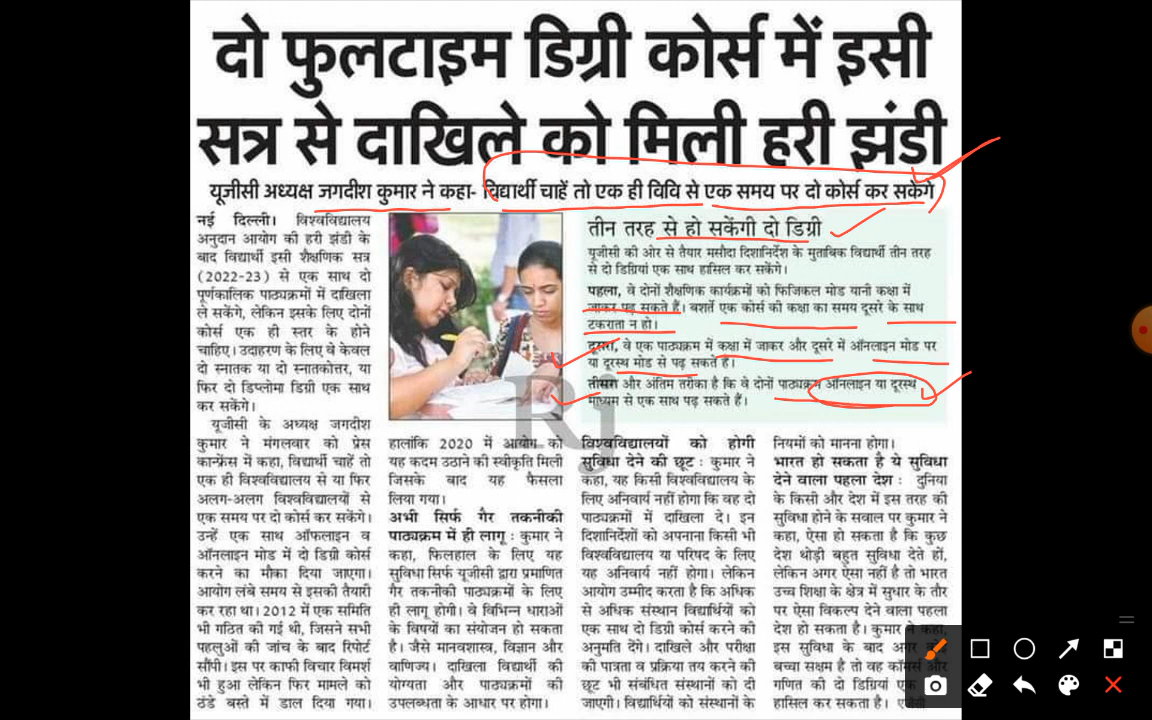 दो फुलटाइम डिग्री कोर्स में इसी
सत्र से दाखिले को मिली हरी झंडी
यूजीसी अध्यक्ष जगदीश कुमार ने कहा- विद्यार्थी चाहें तो एक ही विवि से एक समय पर दो कोर्स कर सकेंगे
नई दिल्ली। विश्वविद्यालय
अनुदान आयोग की हरी झंडी के
बाद विद्यार्थी इसी शैक्षणिक सत्र
(2022-23) से एक साथ दो
पूर्णकालिक पाठ्यक्रमों में दाखिला
ले सकेंगे, लेकिन इसके लिए दोनों
कोर्स एक ही स्तर के होने
चाहिए। उदाहरण के लिए वे केवल
दो स्नातक या दो स्नातकोत्तर, या
फिर दो डिप्लोमा डिग्री एक साथ
कर सकेंगे।
यूजीसी के अध्यक्ष जगदीश
कुमार ने मंगलवार को प्रेस
कान्फ्रेंस में कहा, विद्यार्थी चाहें तो
एक ही विश्वविद्यालय से या फिर
अलग-अलग विश्वविद्यालयों से
एक समय पर दो कोर्स कर सकेंगे।
उन्हें एक साथ ऑफलाइन व
ऑनलाइन मोड में दो डिग्री कोर्स
करने का मौका दिया जाएगा।
आयोग लंबे समय से इसकी तैयारी
कर रहा था। 2012 में एक समिति
भी गठित की गई थी, जिसने सभी
पहलुओं की जांच के बाद रिपोर्ट
सौंपी। इस पर काफी विचार विमर्श
भी हुआ लेकिन फिर मामले को
ठंडे बस्ते में डाल दिया गया।
तीन तरह से हो सकेंगी दो डिग्री
यूजीसी की ओर से तैयार मसौदा दिशानिर्देश के मुताबिक विद्यार्थी तीन तरह
से दो डिग्रियां एक साथ हासिल कर सकेंगे।
पहला, वे दोनों शैक्षणिक कार्यक्रमों को फिजिकल मोड यानी कक्षा में
जाकर पढ़ सकते हैं। बशर्ते एक कोर्स की कक्षा का समय दूसरे के साथ
टकराता न हो।
दूसरा, वे एक पाठ्यक्रम में कक्षा में जाकर और दूसरे में ऑनलाइन मोड पर
या दूरस्थ मोड से पढ़ सकते हैं।
तीसरा और अंतिम तरीका है कि वे दोनों पाठ्यक्रम ऑनलाइन या दूरस्थ
माध्यम से एक साथ पढ़ सकते हैं।
Rj
हालांकि 2020 में आयोग को
यह कदम उठाने की स्वीकृति मिली
जिसके बाद यह फैसला
लिया गया।
अभी सिर्फ गैर तकनीकी
पाठ्यक्रम में ही लागू : कुमार ने
कहा, फिलहाल के लिए यह
सुविधा सिर्फ यूजीसी द्वारा प्रमाणित
गैर तकनीकी पाठ्यक्रमों के लिए
ही लागू होगी। वे विभिन्न धाराओं
के विषयों का संयोजन हो सकता
है। जैसे मानवशास्त्र, विज्ञान और
वाणिज्य। दाखिला विद्यार्थी की
योग्यता और पाठ्यक्रमों की
उपलब्धता के आधार पर होगा।
विश्वविद्यालयों को होगी
सुविधा देने की छूट : कुमार ने
कहा, यह किसी विश्वविद्यालय के
लिए अनिवार्य नहीं होगा कि वह दो
पाठ्यक्रमों में दाखिला दे। इन
दिशानिर्देशों को अपनाना किसी भी
विश्वविद्यालय या परिषद के लिए
यह अनिवार्य नहीं होगा। लेकिन
आयोग उम्मीद करता है कि अधिक
से अधिक संस्थान विद्यार्थियों को
एक साथ दो डिग्री कोर्स करने की
अनुमति देंगे। दाखिले और परीक्षा
की पात्रता व प्रक्रिया तय करने की
छूट भी संबंधित संस्थानों को दी
जाएगी। विद्यार्थियों को संस्थानों के
नियमों को मानना होगा।
भारत हो सकता है ये सुविधा
देने वाला पहला देश : दुनिया
के किसी और देश में इस तरह की
सुविधा होने के सवाल पर कुमार ने
कहा, ऐसा हो सकता है कि कुछ
देश थोड़ी बहुत सुविधा देते हों,
लेकिन अगर ऐसा नहीं है तो भारत
उच्च शिक्षा के क्षेत्र में सुधार के तौर
पर ऐसा विकल्प देने वाला पहला
देश हो सकता है। कुमार ने कहा,
इस सुविधा के बाद अगर कोई
बच्चा सक्षम है तो वह कॉमर्स और
गणित की दो डिग्रियां एक
हासिल कर सकता है।